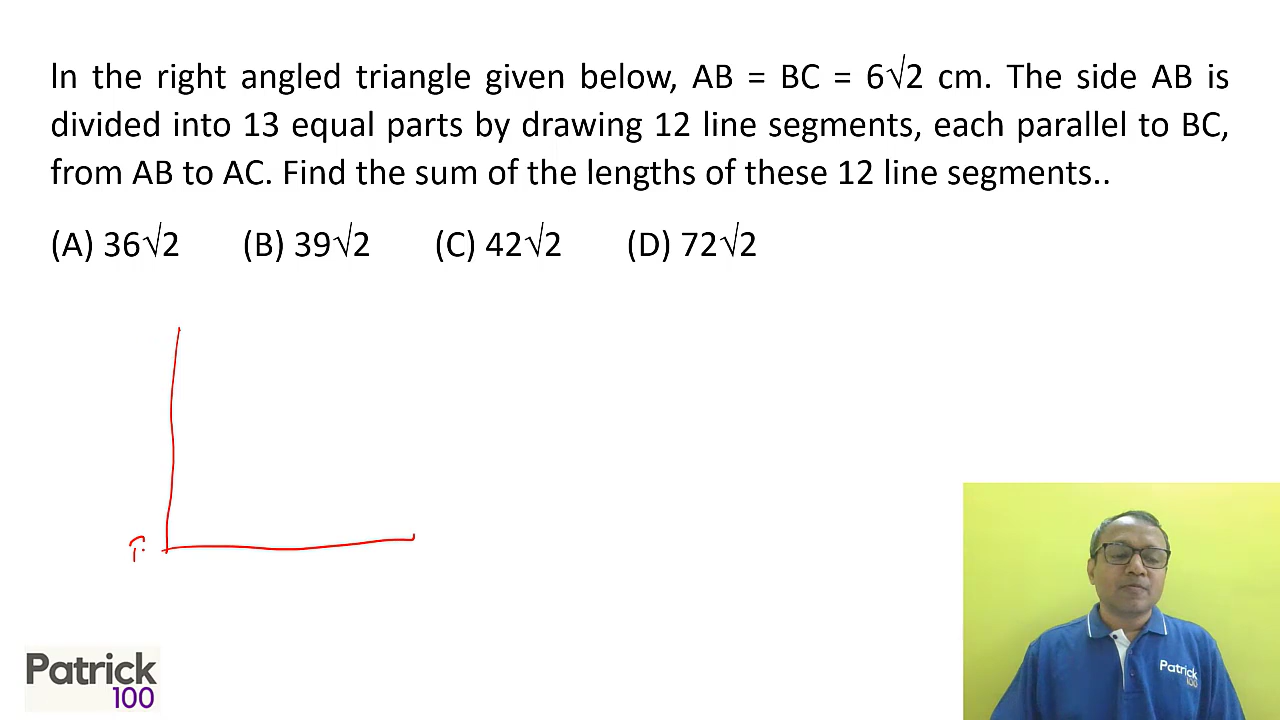 In the right angled triangle given below, AB = BC = 6√2 cm. The side AB is
divided into 13 equal parts by drawing 12 line segments, each parallel to BC,
from AB to AC. Find the sum of the lengths of these 12 line segments..
(A) 36√2 (B) 39√2 (C) 42√2 (D) 72√2
Patrick
100
Patrick
100